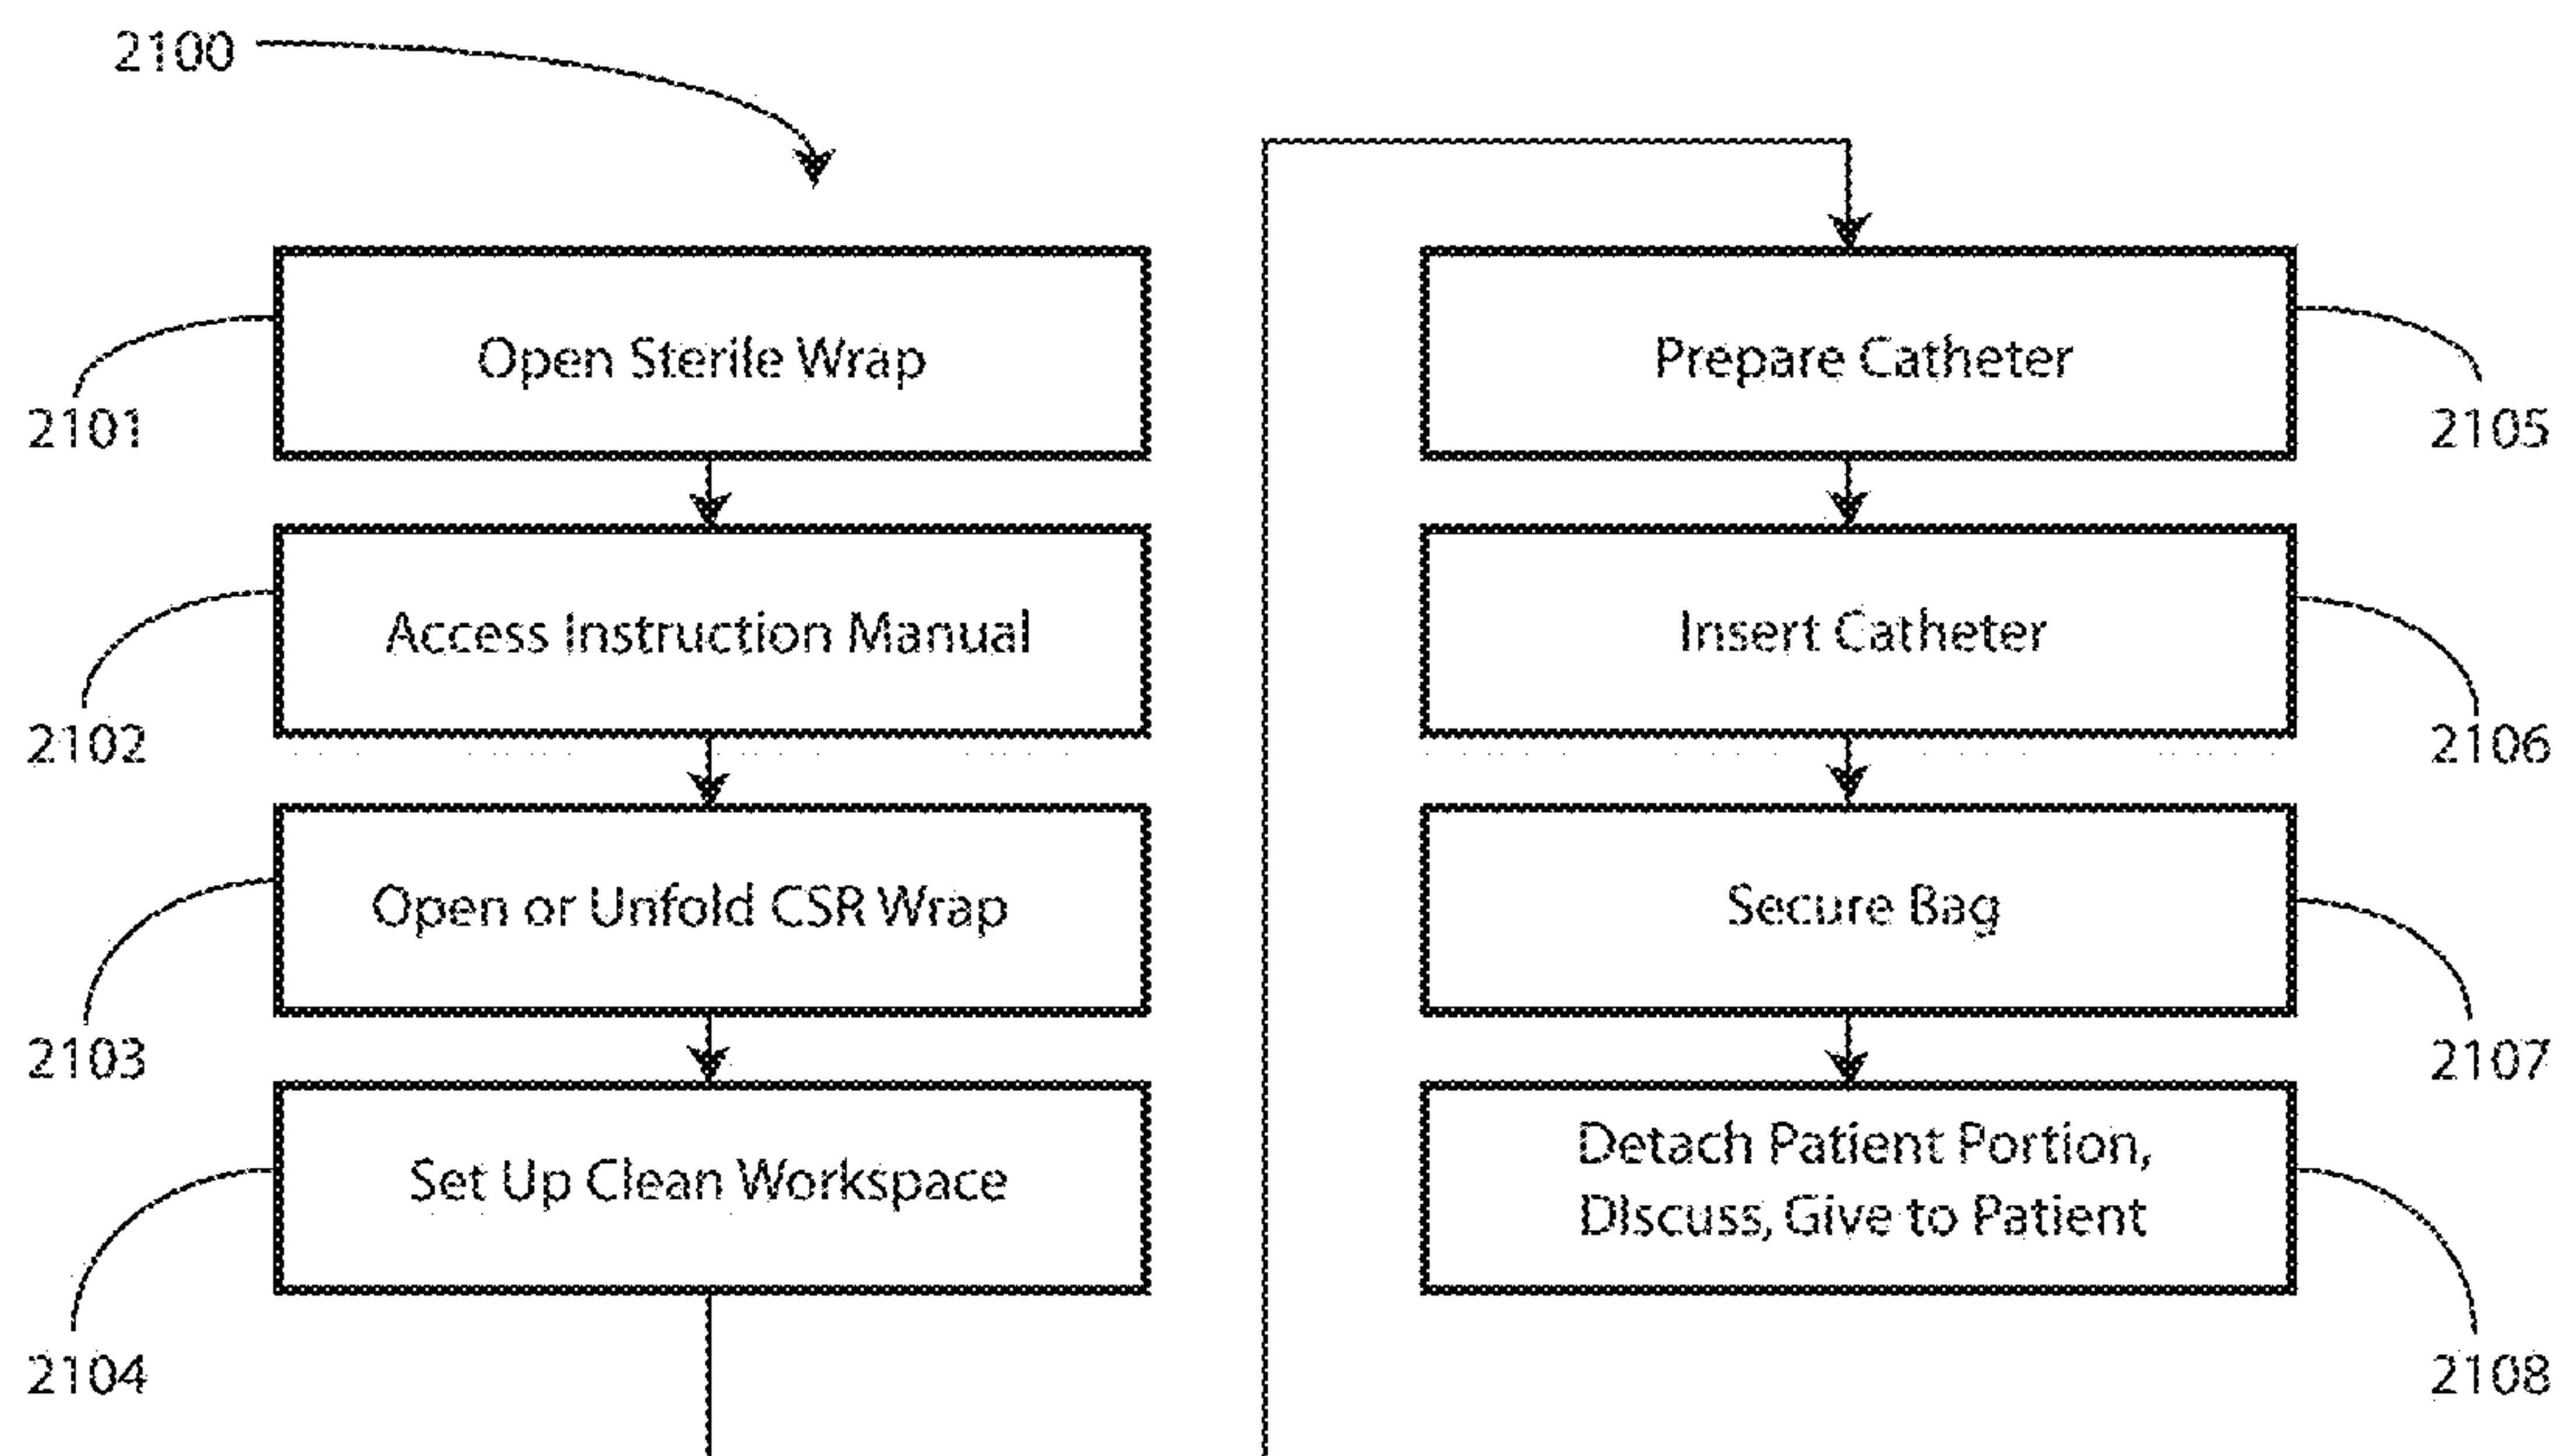 2100
Open Sterile Wrap
2101
Access Instruction Manual
2102
Open or Unfold CSR Wrap
2103
Set Up Clean Workspace
2104
Prepare Catheter
2105
Insert Catheter
2106
Secure Bag
2107
Detach Patient Portion,
DIscuss, Give to Patient
2108